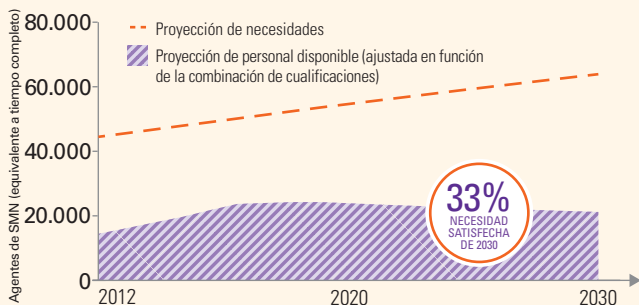 Agentes de SMN (equivalente a tiempo completo)
80.000
60.000
40.000
20.000
0
Proyección de necesidades
Proyección de personal disponible (ajustada en función
de la combinación de cualificaciones)
33%
NECESIDAD
SATISFECHA
DE 2030
2012
2020
2030